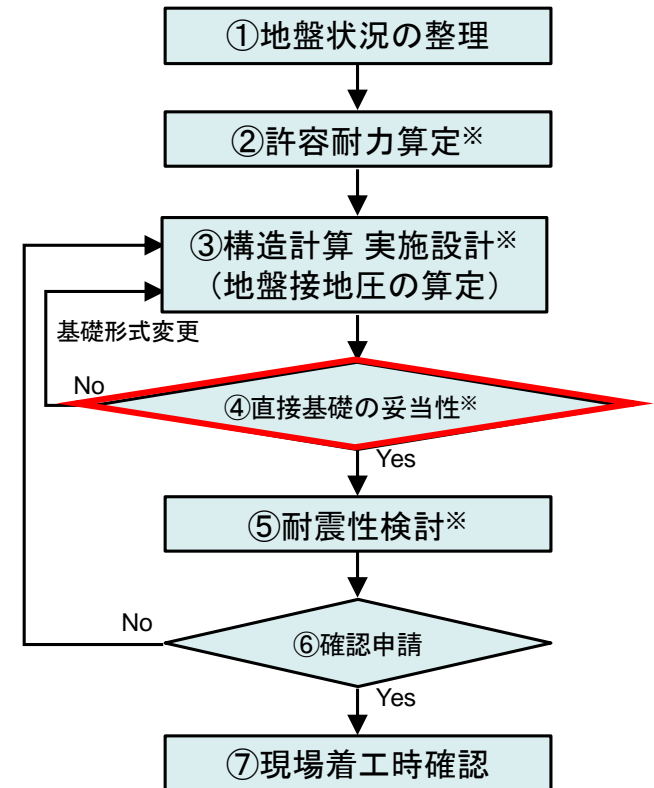 ①地盤状況の整理
②許容耐力算定※
③構造計算 実施設計※
（地盤接地圧の算定）
基礎形式変更
No
④直接基礎の妥当性※
Yes
⑤耐震性検討※
No
⑥確認申請
Yes
⑦現場着工時確認